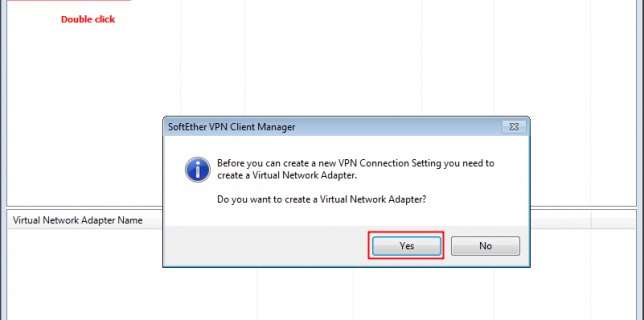 Double click
SoftEther VPN Client Manager
Before you can create a new VPN Connection Setting you need to
create a Virtual Network Adapter.
Do you want to create a Virtual Network Adapter?
Yes
No
Virtual Network Adapter Name